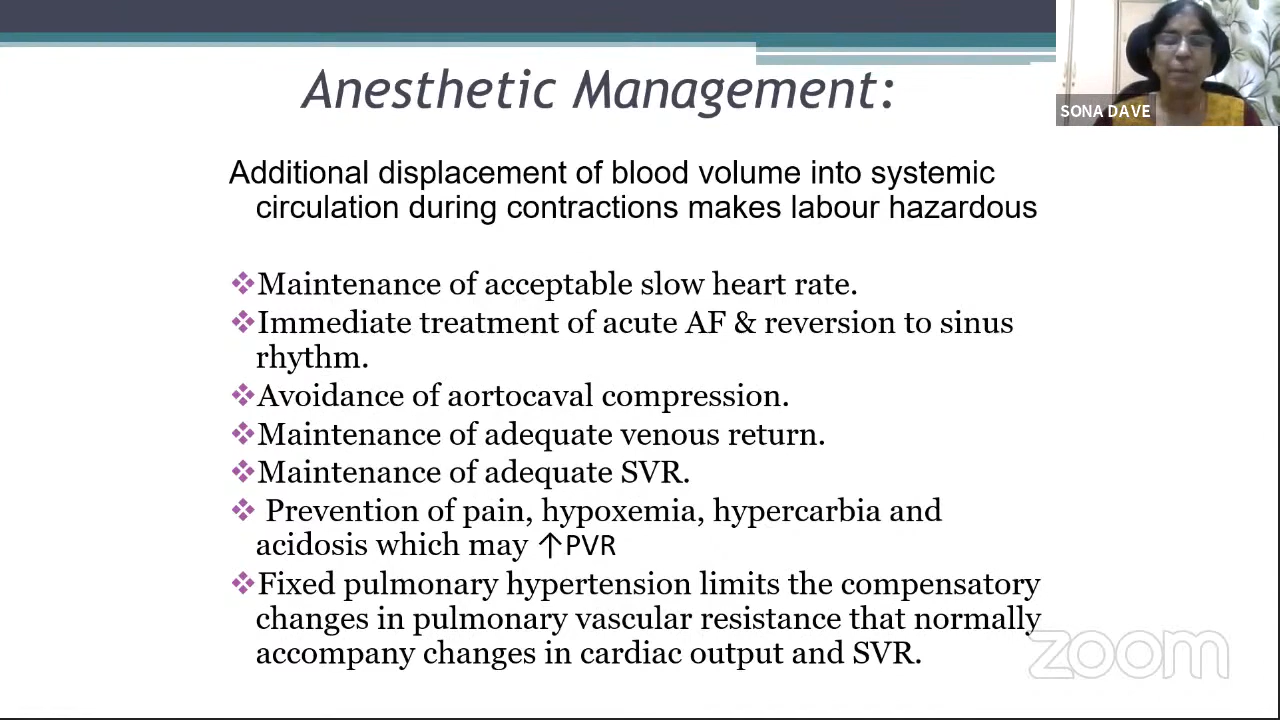 Anesthetic Management:
SONA DAVE
Additional displacement of blood volume into systemic
circulation during contractions makes labour hazardous
❖Maintenance of acceptable slow heart rate.
❖Immediate treatment of acute AF & reversion to sinus
rhythm.
❖Avoidance of aortocaval compression.
❖Maintenance of adequate venous return.
❖Maintenance of adequate SVR.
❖ Prevention of pain, hypoxemia, hypercarbia and
acidosis which may ↑PVR
❖Fixed pulmonary hypertension limits the compensatory
changes in pulmonary vascular resistance that normally
accompany changes in cardiac output and SVR.
zoom